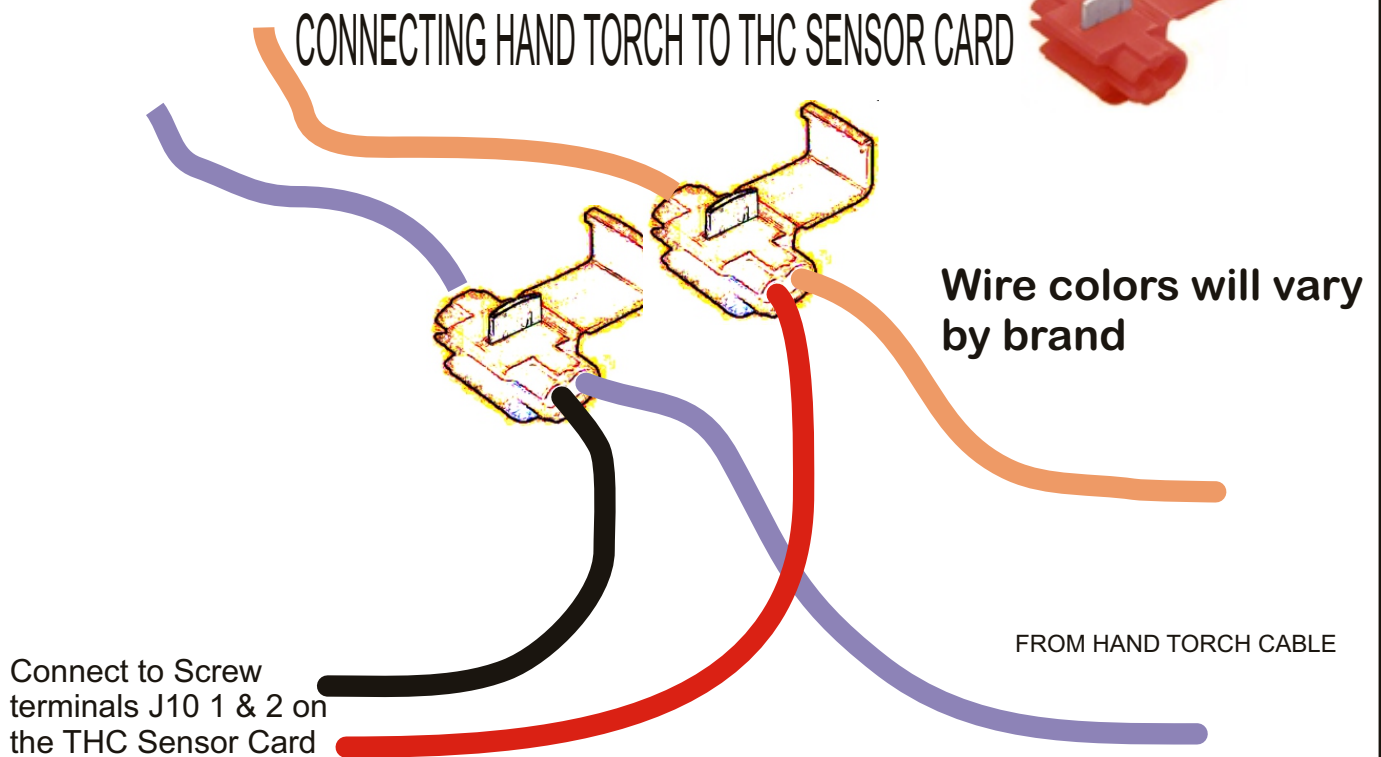 CONNECTING HAND TORCH TO THC SENSOR CARD
Wire colors will vary
by brand
FROM HAND TORCH CABLE
Connect to Screw
terminals J10 1 & 2 on
the THC Sensor Card